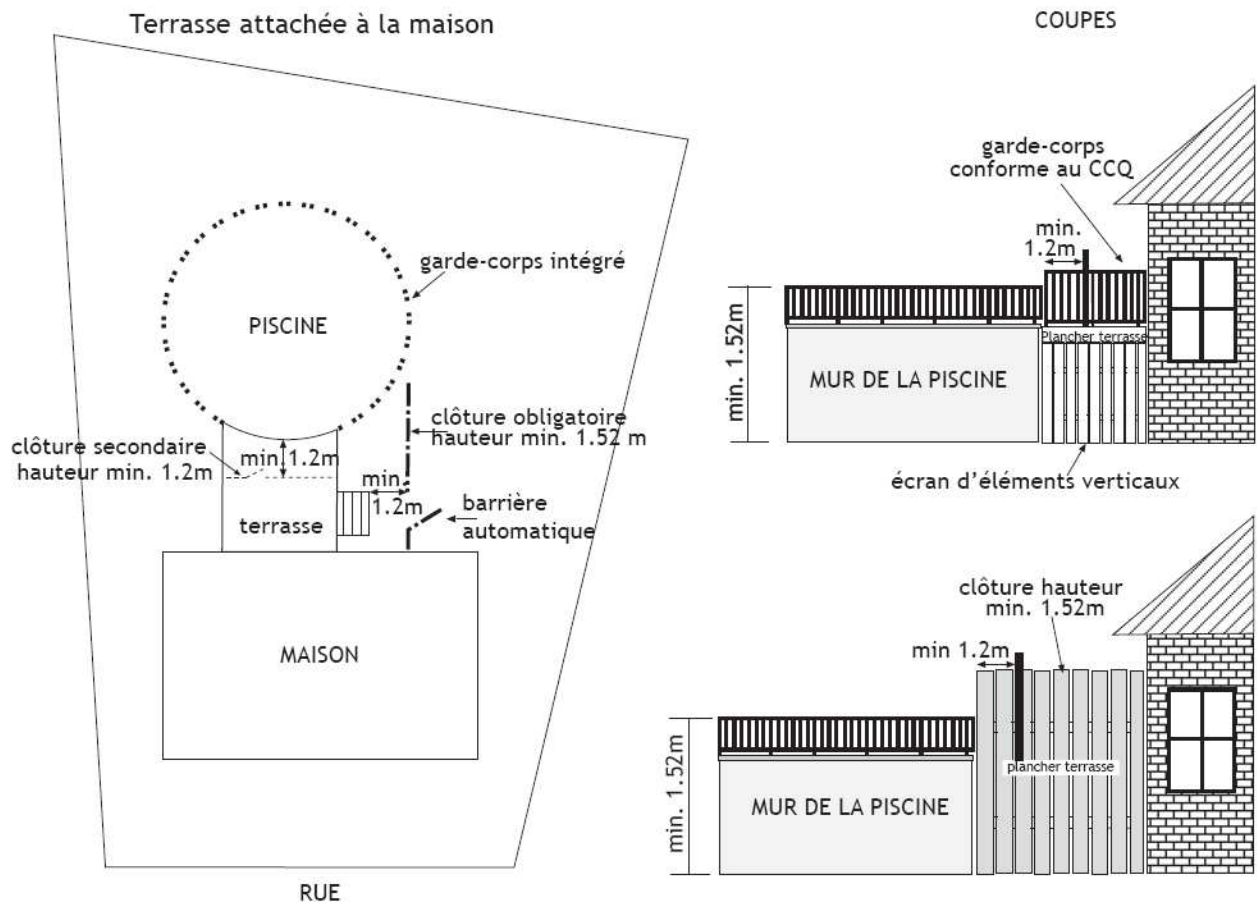 Terrasse attachée à la maison
garde-corps intégré
PISCINE
clôture obligatoire
hauteur min. 1.52 m
clôture secondaire
hauteur min. 1.2m
min. 1.2m
min.
1.2m
terrasse
barrière
automatique
MAISON
RUE
COUPES
garde-corps
conforme au CCQ
min.
1.2m
min. 1.52m
Plancher terrasse
MUR DE LA PISCINE
écran d’éléments verticaux
clôture hauteur
min. 1.52m
min 1.2m
min. 1.52m
plancher terrasse
MUR DE LA PISCINE